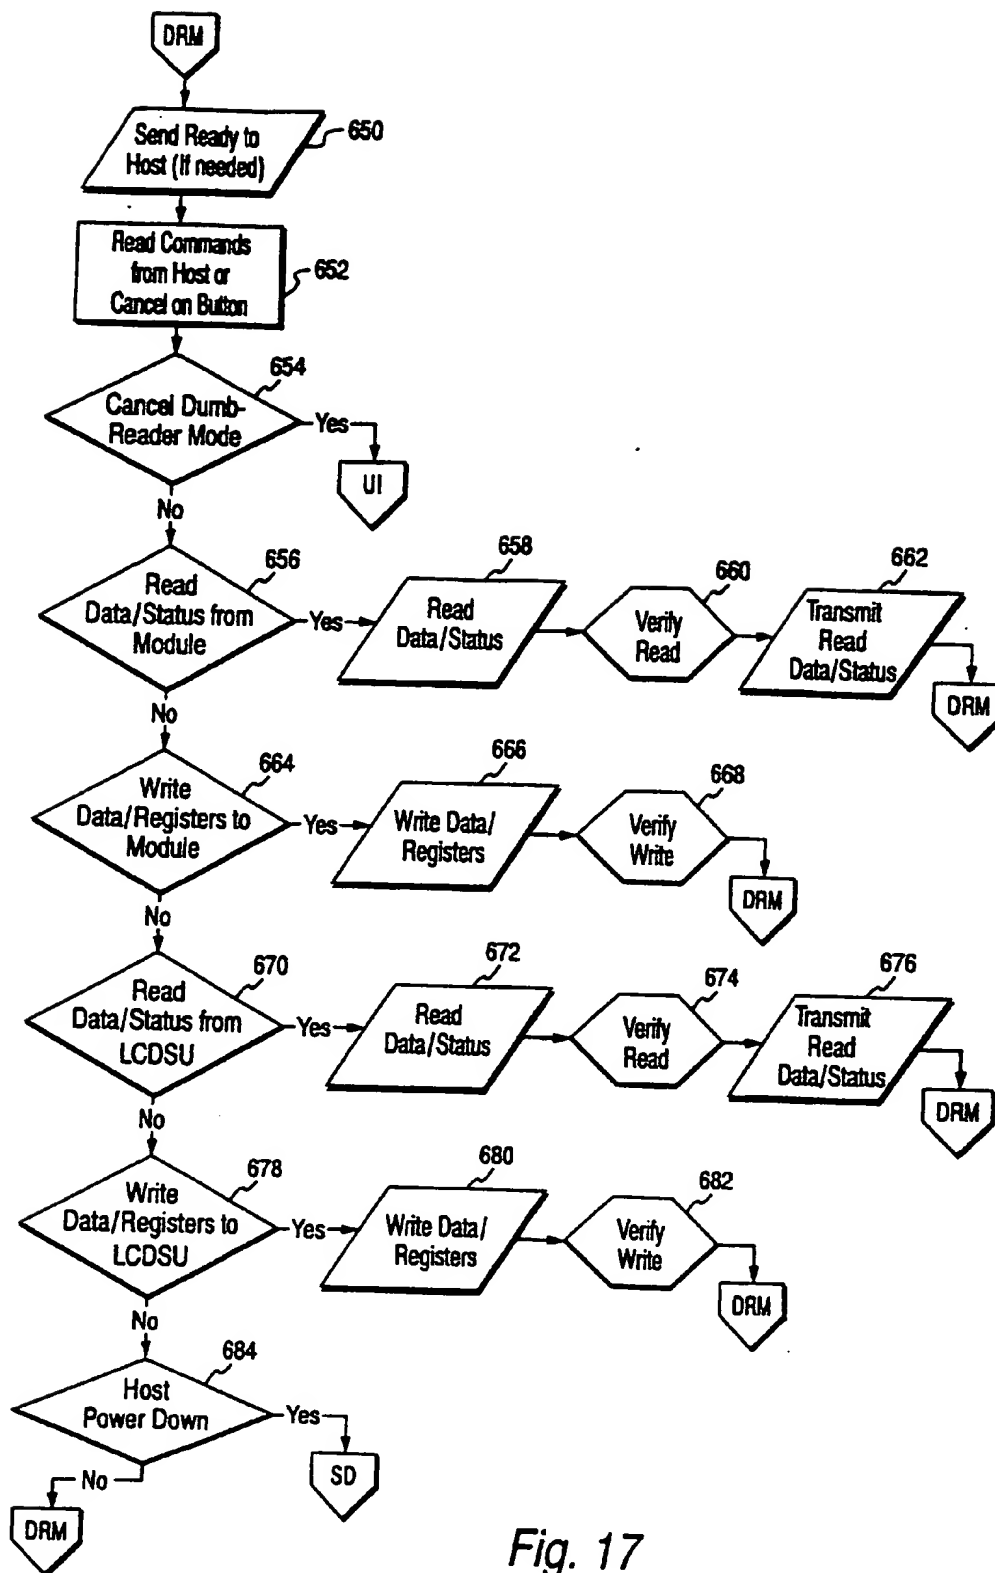 DRM
Send Ready to
Host (If needed)
650
Read Commands
from Host or
Cancel on Button
652
654
Cancel Dumb-
Reader Mode
Yes
UI
No
656
Read
Data/Status from
Module
Yes
658
Read
Data/Status
660
Verify
Read
662
Transmit
Read
Data/Status
DRM
No
664
Write
Data/Registers to
Module
Yes
666
Write Data/
Registers
668
Verify
Write
DRM
No
670
Read
Data/Status from
LCDSU
Yes
672
Read
Data/Status
674
Verify
Read
676
Transmit
Read
Data/Status
DRM
No
678
Write
Data/Registers to
LCDSU
Yes
680
Write Data/
Registers
682
Verify
Write
DRM
No
684
Host
Power Down
Yes
SD
No
DRM
Fig. 17